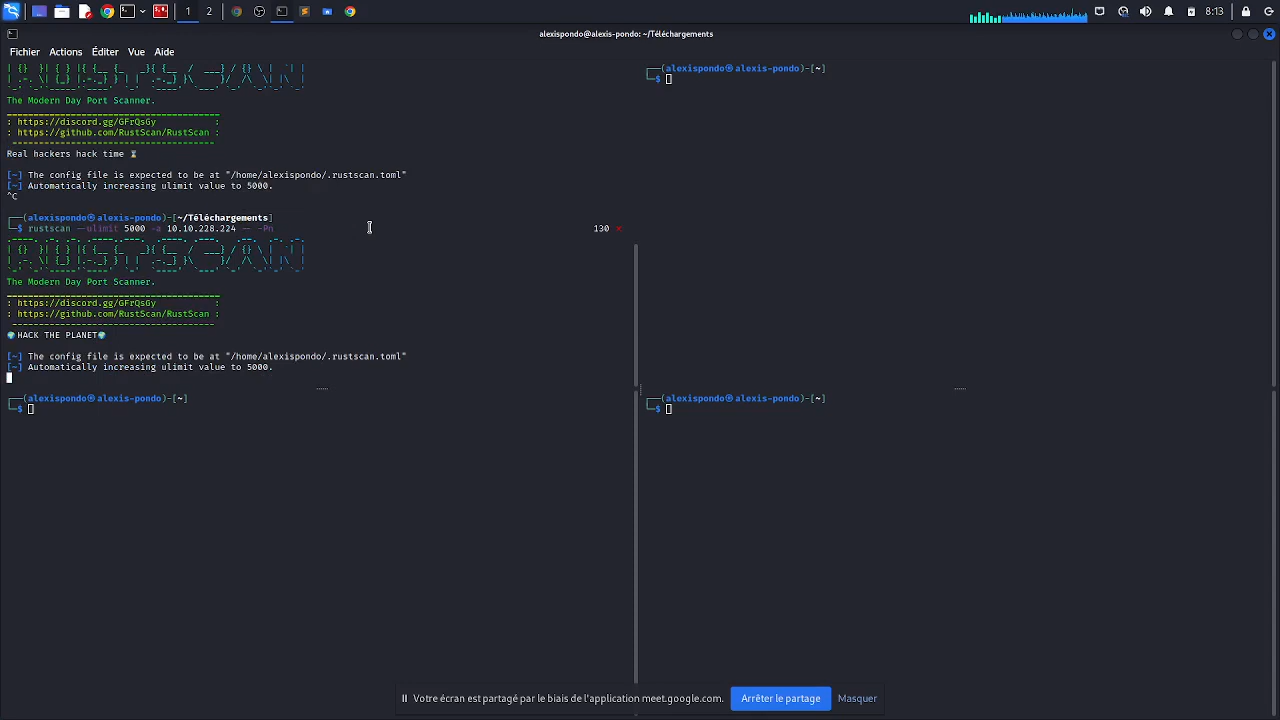 1
2
8:13
alexispondo@alexis-pondo: ~/Téléchargements
Fichier Actions Éditer Vue Aide
The Modern Day Port Scanner.
________________________________________
: https://discord.gg/GFrQsGy :
: https://github.com/RustScan/RustScan :
--------------------------------------
Real hackers hack time ⌛
[~] The config file is expected to be at "/home/alexispondo/.rustscan.toml"
[~] Automatically increasing ulimit value to 5000.
^C
┌──(alexispondo㉿alexis-pondo)-[~/Téléchargements]
└─$ rustscan --ulimit 5000 -a 10.10.228.224 -- -Pn
130 ⨯
The Modern Day Port Scanner.
________________________________________
: https://discord.gg/GFrQsGy :
: https://github.com/RustScan/RustScan :
--------------------------------------
🌍HACK THE PLANET🌍
[~] The config file is expected to be at "/home/alexispondo/.rustscan.toml"
[~] Automatically increasing ulimit value to 5000.
┌──(alexispondo㉿alexis-pondo)-[~]
└─$
┌──(alexispondo㉿alexis-pondo)-[~]
└─$
┌──(alexispondo㉿alexis-pondo)-[~]
└─$
Votre écran est partagé par le biais de l'application meet.google.com.
Arrêter le partage
Masquer